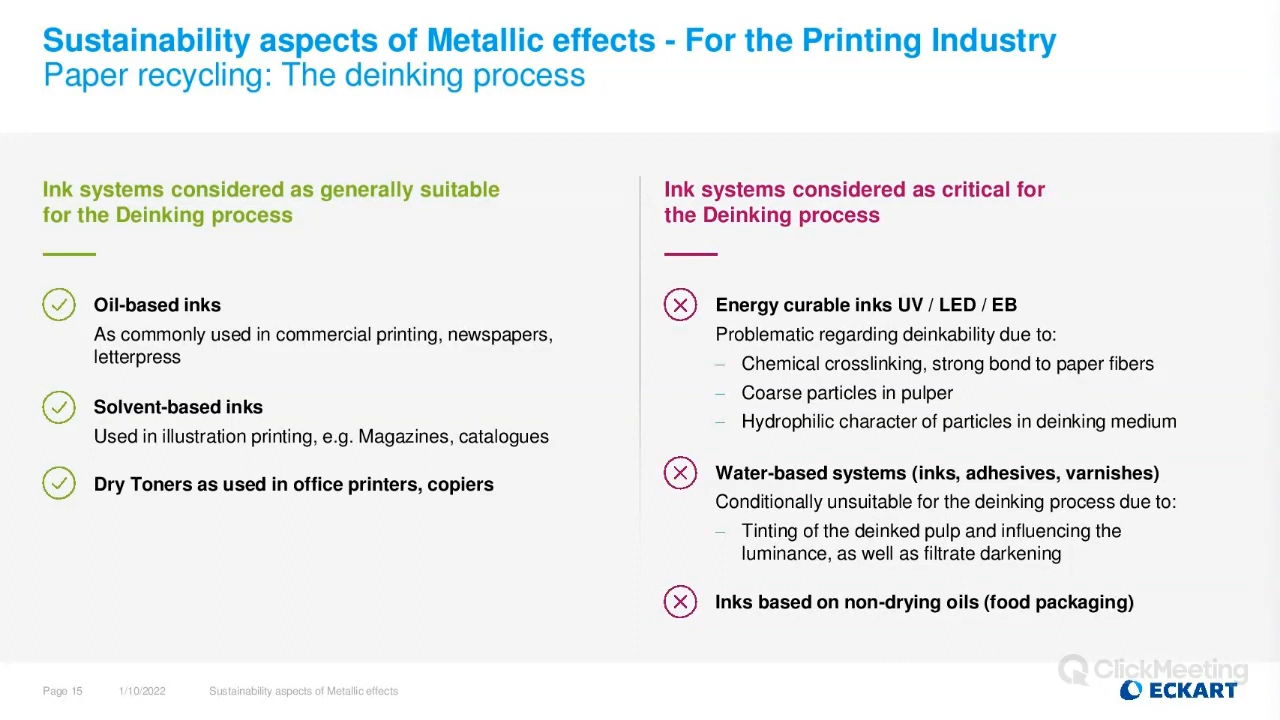 Sustainability aspects of Metallic effects - For the Printing Industry
Paper recycling: The deinking process
Ink systems considered as generally suitable
for the Deinking process
Oil-based inks
As commonly used in commercial printing, newspapers,
letterpress
Solvent-based inks
Used in illustration printing, e.g. Magazines, catalogues
Dry Toners as used in office printers, copiers
Ink systems considered as critical for
the Deinking process
Energy curable inks UV / LED / EB
Problematic regarding deinkability due to:
– Chemical crosslinking, strong bond to paper fibers
– Coarse particles in pulper
– Hydrophilic character of particles in deinking medium
Water-based systems (inks, adhesives, varnishes)
Conditionally unsuitable for the deinking process due to:
– Tinting of the deinked pulp and influencing the
luminance, as well as filtrate darkening
Inks based on non-drying oils (food packaging)
Page 15 1/10/2022 Sustainability aspects of Metallic effects
ClickMeeting
ECKART